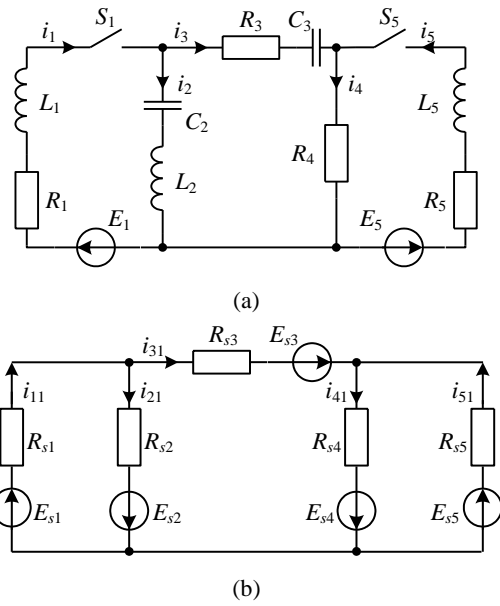 i1 S1 i3 R3 C3 S5 i5
L1 i2 C2 i4 L5
R1 L2 R4 R5
E1 E5
(a)
Rs3 Es3
i31
i11 i21 i41 i51
Rs1 Rs2 Rs4 Rs5
Es1 Es2 Es4 Es5
(b)